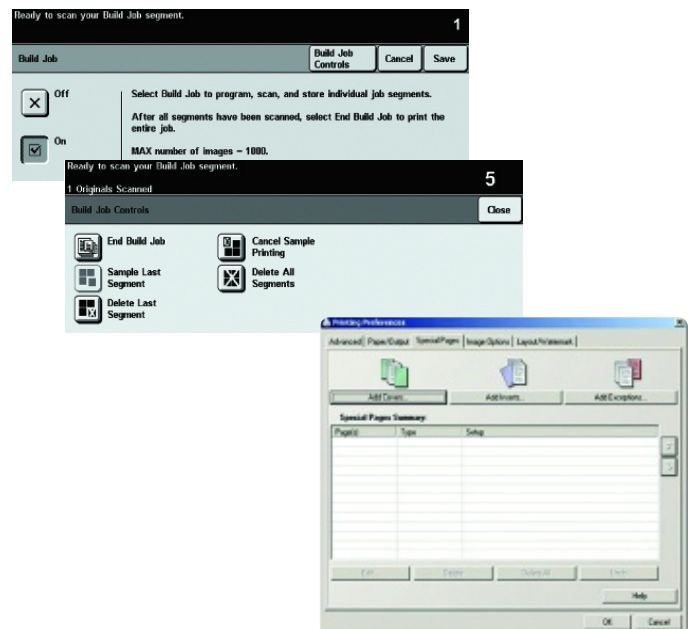 Ready to scan your Build Job segment.
1
Build Job
Build Job Controls
Cancel
Save
Off
Select Build Job to program, scan, and store individual job segments.
After all segments have been scanned, select End Build Job to print the
entire job.
On
MAX number of images - 1000.
Ready to scan your Build Job segment.
5
1 Originals Scanned
Build Job Controls
Close
End Build Job
Cancel Sample
Printing
Sample Last
Segment
Delete All
Segments
Delete Last
Segment
Printing Preferences
Advanced
Paper/Output
Special Pages
Image Options
Layout/Watermark
Add Covers...
Add Inserts...
Add Exceptions...
Special Pages Summary:
Page(s)
Type
Setup
Edit...
Delete
Delete All
Help
OK
Cancel